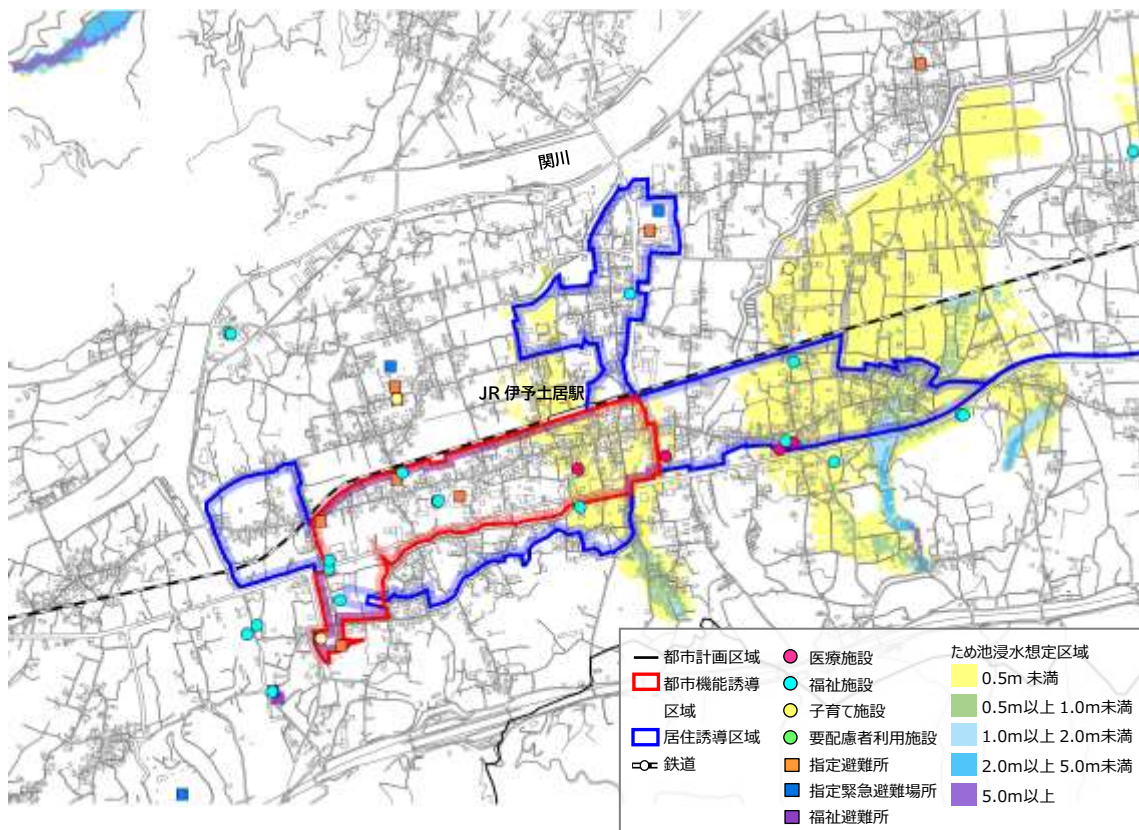 関川
JR 伊予土居駅
都市計画区域
都市機能誘導
区域
居住誘導区域
鉄道
医療施設
福祉施設
子育て施設
要配慮者利用施設
指定避難所
指定緊急避難場所
福祉避難所
ため池浸水想定区域
0.5m 未満
0.5m以上 1.0m未満
1.0m以上 2.0m未満
2.0m以上 5.0m未満
5.0m以上